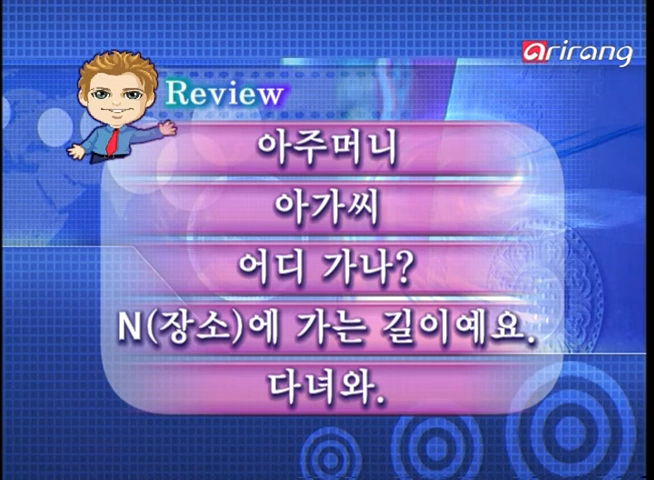 arirang
Review
아주머니
아가씨
어디 가나?
N(장소)에 가는 길이예요.
다녀와.